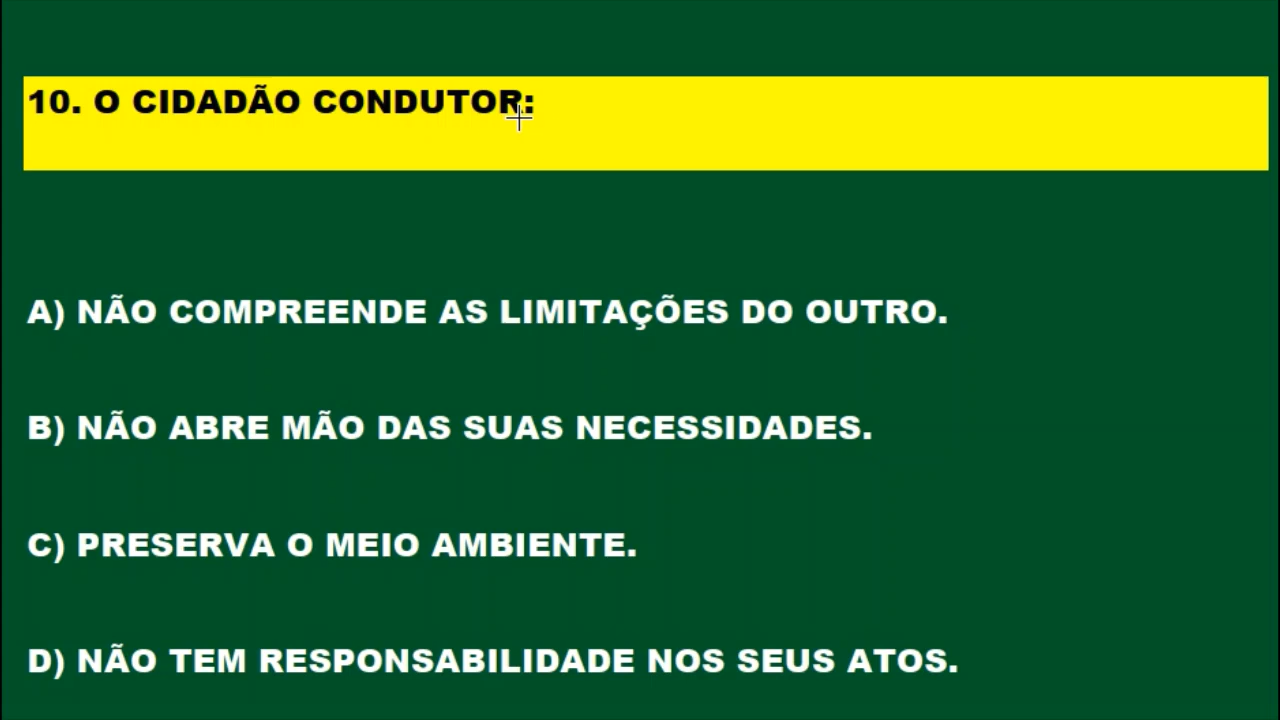 10. O CIDADÃO CONDUTOR:
A) NÃO COMPREENDE AS LIMITAÇÕES DO OUTRO.
B) NÃO ABRE MÃO DAS SUAS NECESSIDADES.
C) PRESERVA O MEIO AMBIENTE.
D) NÃO TEM RESPONSABILIDADE NOS SEUS ATOS.